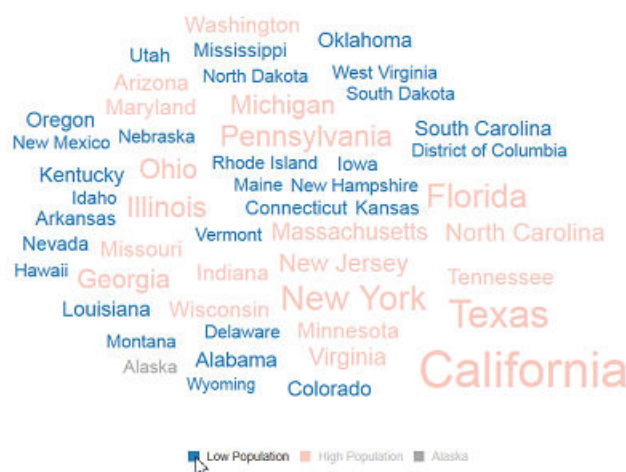 Washington
Oklahoma
Utah
Mississippi
North Dakota
West Virginia
Arizona
South Dakota
Maryland
Michigan
Oregon
South Carolina
New Mexico
Nebraska
Pennsylvania
District of Columbia
Kentucky
Ohio
Rhode Island
Iowa
Idaho
Maine
New Hampshire
Florida
Arkansas
Illinois
Connecticut
Kansas
Nevada
Missouri
Vermont
Massachusetts
North Carolina
Hawaii
Georgia
Indiana
New Jersey
Tennessee
Louisiana
Wisconsin
New York
Texas
Montana
Delaware
Minnesota
Alaska
Alabama
Virginia
California
Wyoming
Colorado
Low Population High Population Alaska